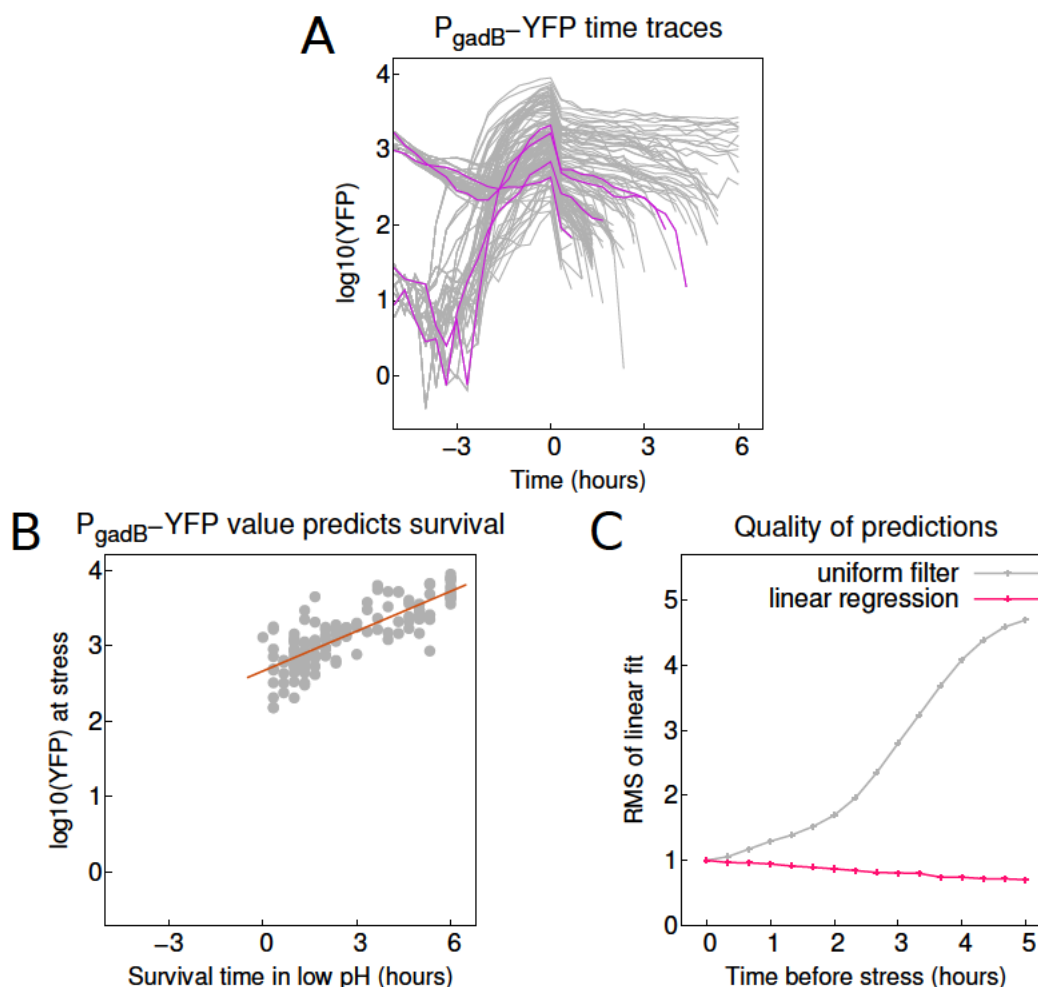 A
PgadB–YFP time traces
4
3
2
1
0
log10(YFP)
−3 0 3 6
Time (hours)
B
PgadB–YFP value predicts survival
4
3
2
1
0
log10(YFP) at stress
−3 0 3 6
Survival time in low pH (hours)
C
Quality of predictions
uniform filter
linear regression
5
4
3
2
1
0
RMS of linear fit
0 1 2 3 4 5
Time before stress (hours)